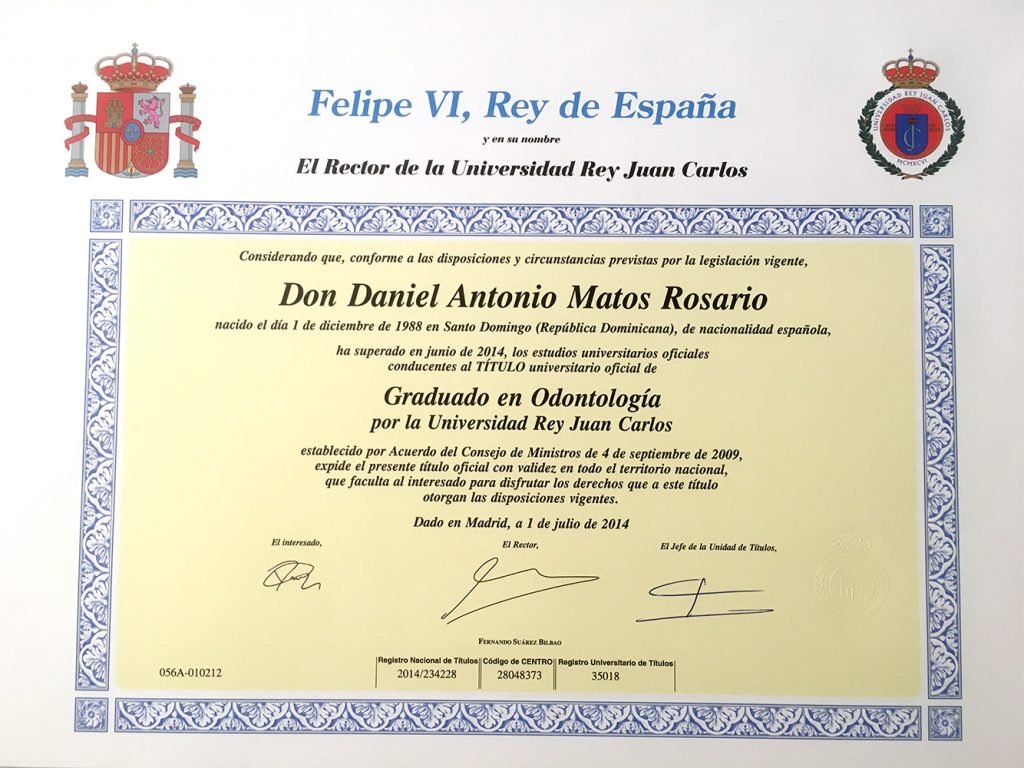 Felipe VI, Rey de España
y en su nombre
El Rector de la Universidad Rey Juan Carlos
UNIVERSIDAD REY JUAN CARLOS
MCMXCVI
Considerando que, conforme a las disposiciones y circunstancias previstas por la legislación vigente,
Don Daniel Antonio Matos Rosario
nacido el día 1 de diciembre de 1988 en Santo Domingo (República Dominicana), de nacionalidad española,
ha superado en junio de 2014, los estudios universitarios oficiales
conducentes al TÍTULO universitario oficial de
Graduado en Odontología
por la Universidad Rey Juan Carlos
establecido por Acuerdo del Consejo de Ministros de 4 de septiembre de 2009,
expide el presente título oficial con validez en todo el territorio nacional,
que faculta al interesado para disfrutar los derechos que a este título
otorgan las disposiciones vigentes.
Dado en Madrid, a 1 de julio de 2014
El interesado, El Rector, El Jefe de la Unidad de Títulos,
FERNANDO SUÁREZ BILBAO
Registro Nacional de Títulos Código de CENTRO Registro Universitario de Títulos
056A-010212 2014/234228 28048373 35018